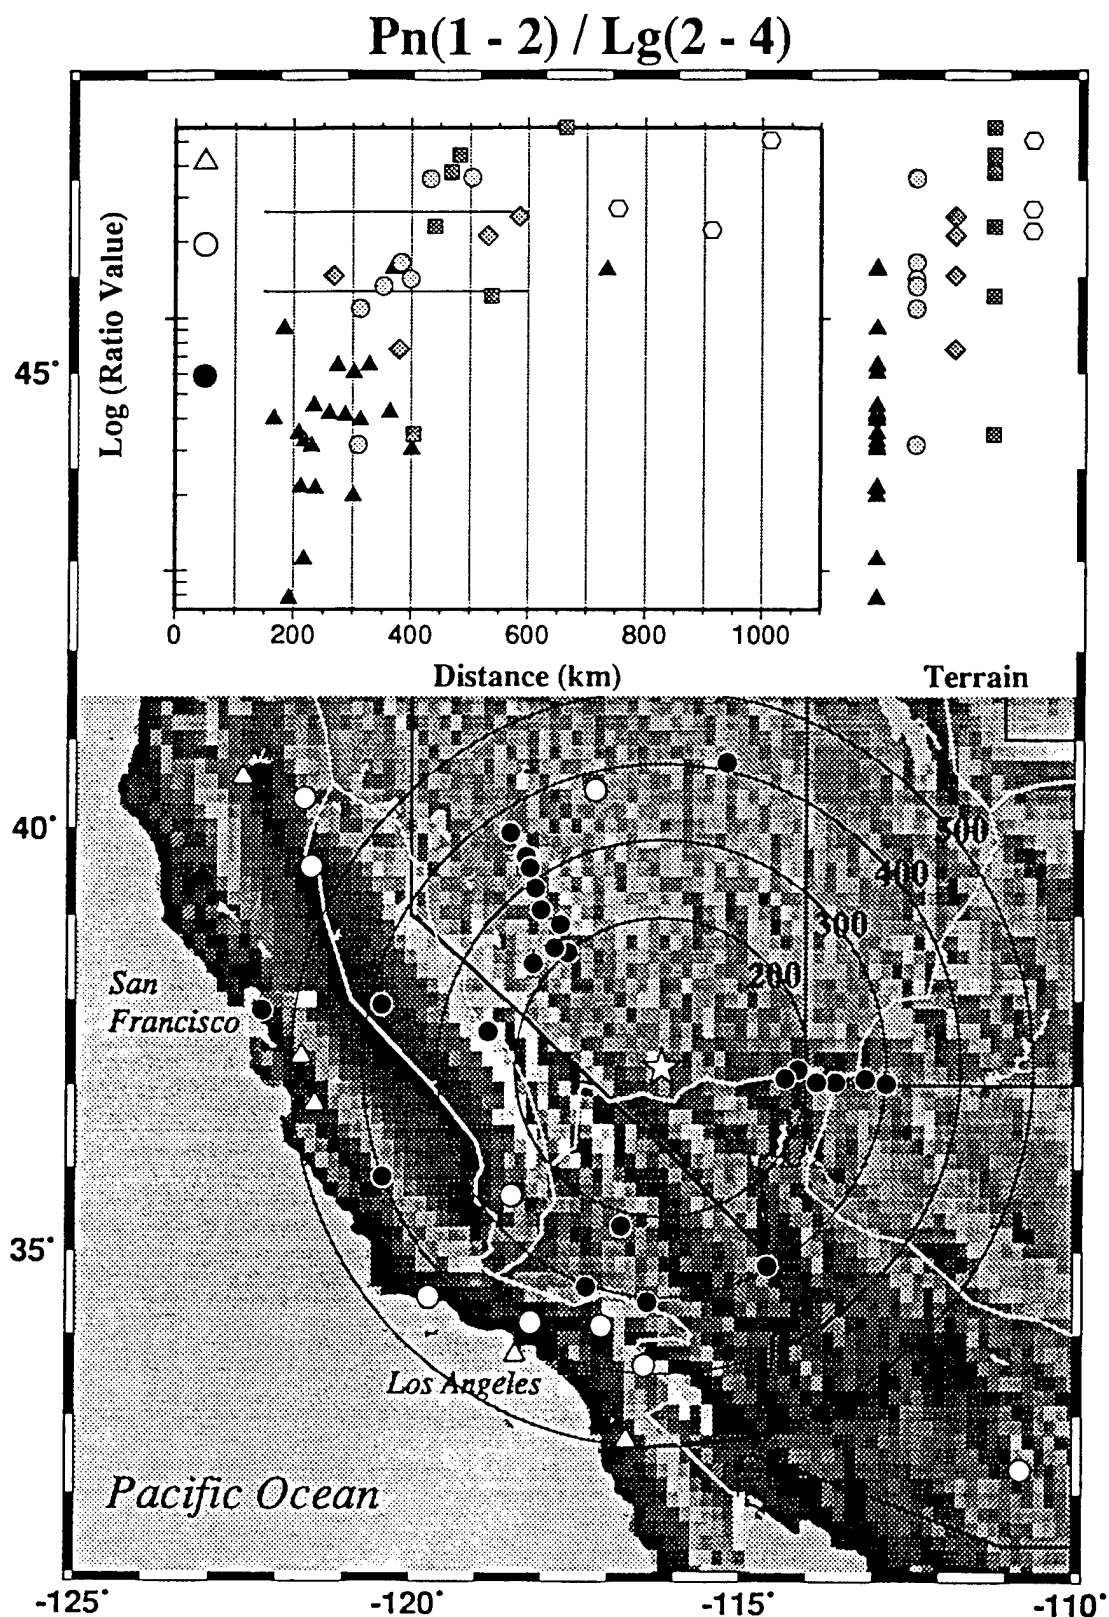 Pn(1 - 2) / Lg(2 - 4)
Log (Ratio Value)
45°
0 200 400 600 800 1000
Distance (km) Terrain
40°
500
400
300
200
San
Francisco
35°
Los Angeles
Pacific Ocean
-125° -120° -115° -110°